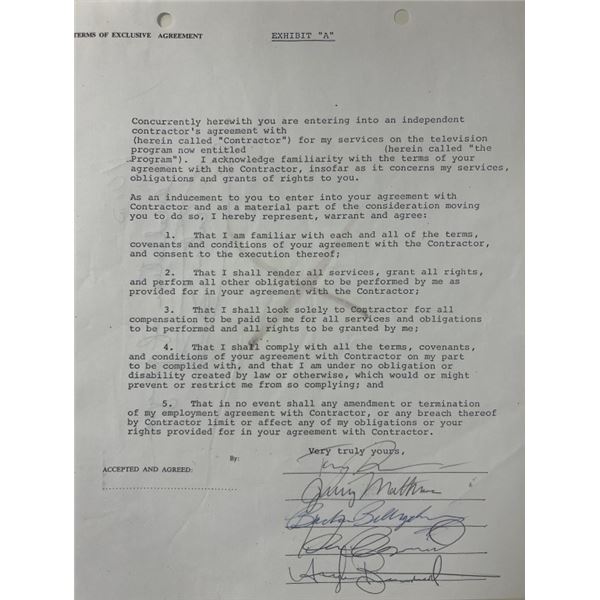 TERMS OF EXCLUSIVE AGREEMENT
EXHIBIT "A"
Concurrently herewith you are entering into an independent
contractor's agreement with
(herein called "Contractor") for my services on the television
program now entitled (herein called "the
Program"). I acknowledge familiarity with the terms of your
agreement with the Contractor, insofar as it concerns my services,
obligations and grants of rights to you.
As an inducement to you to enter into your agreement with
Contractor and as a material part of the consideration moving
you to do so, I hereby represent, warrant and agree:
1. That I am familiar with each and all of the terms,
covenants and conditions of your agreement with the Contractor,
and consent to the execution thereof;
2. That I shall render all services, grant all rights,
and perform all other obligations to be performed by me as
provided for in your agreement with the Contractor;
3. That I shall look solely to Contractor for all
compensation to be paid to me for all services and obligations
to be performed and all rights to be granted by me;
4. That I shall comply with all the terms, covenants,
and conditions of your agreement with Contractor on my part
to be complied with, and that I am under no obligation or
disability created by law or otherwise, which would or might
prevent or restrict me from so complying; and
5. That in no event shall any amendment or termination
of my employment agreement with Contractor, or any breach thereof
by Contractor limit or affect any of my obligations or your
rights provided for in your agreement with Contractor.
Very truly yours,
By:
ACCEPTED AND AGREED:
Jerry Mathers